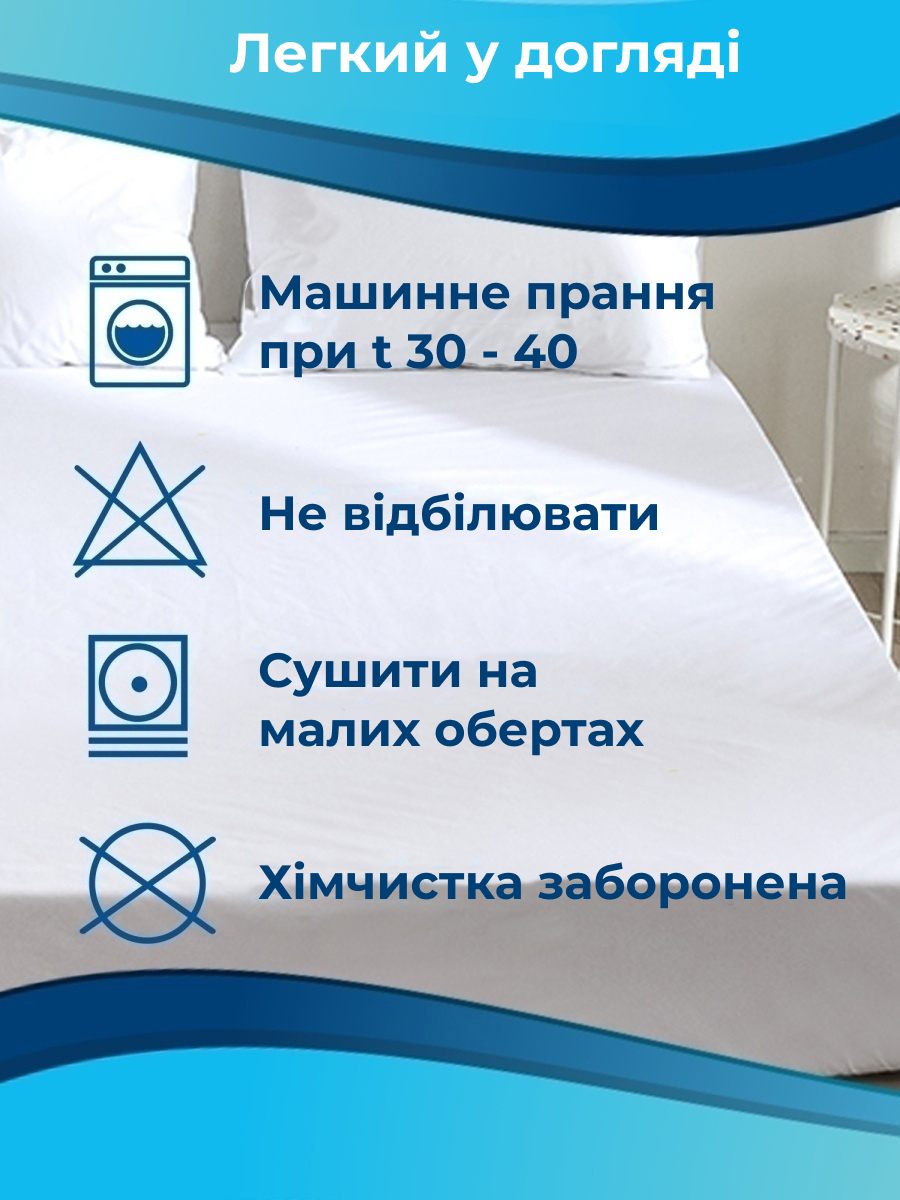 Легкий у догляді
Машинне прання
при t 30 - 40
Не відбілювати
Сушити на
малих обертах
Хімчистка заборонена